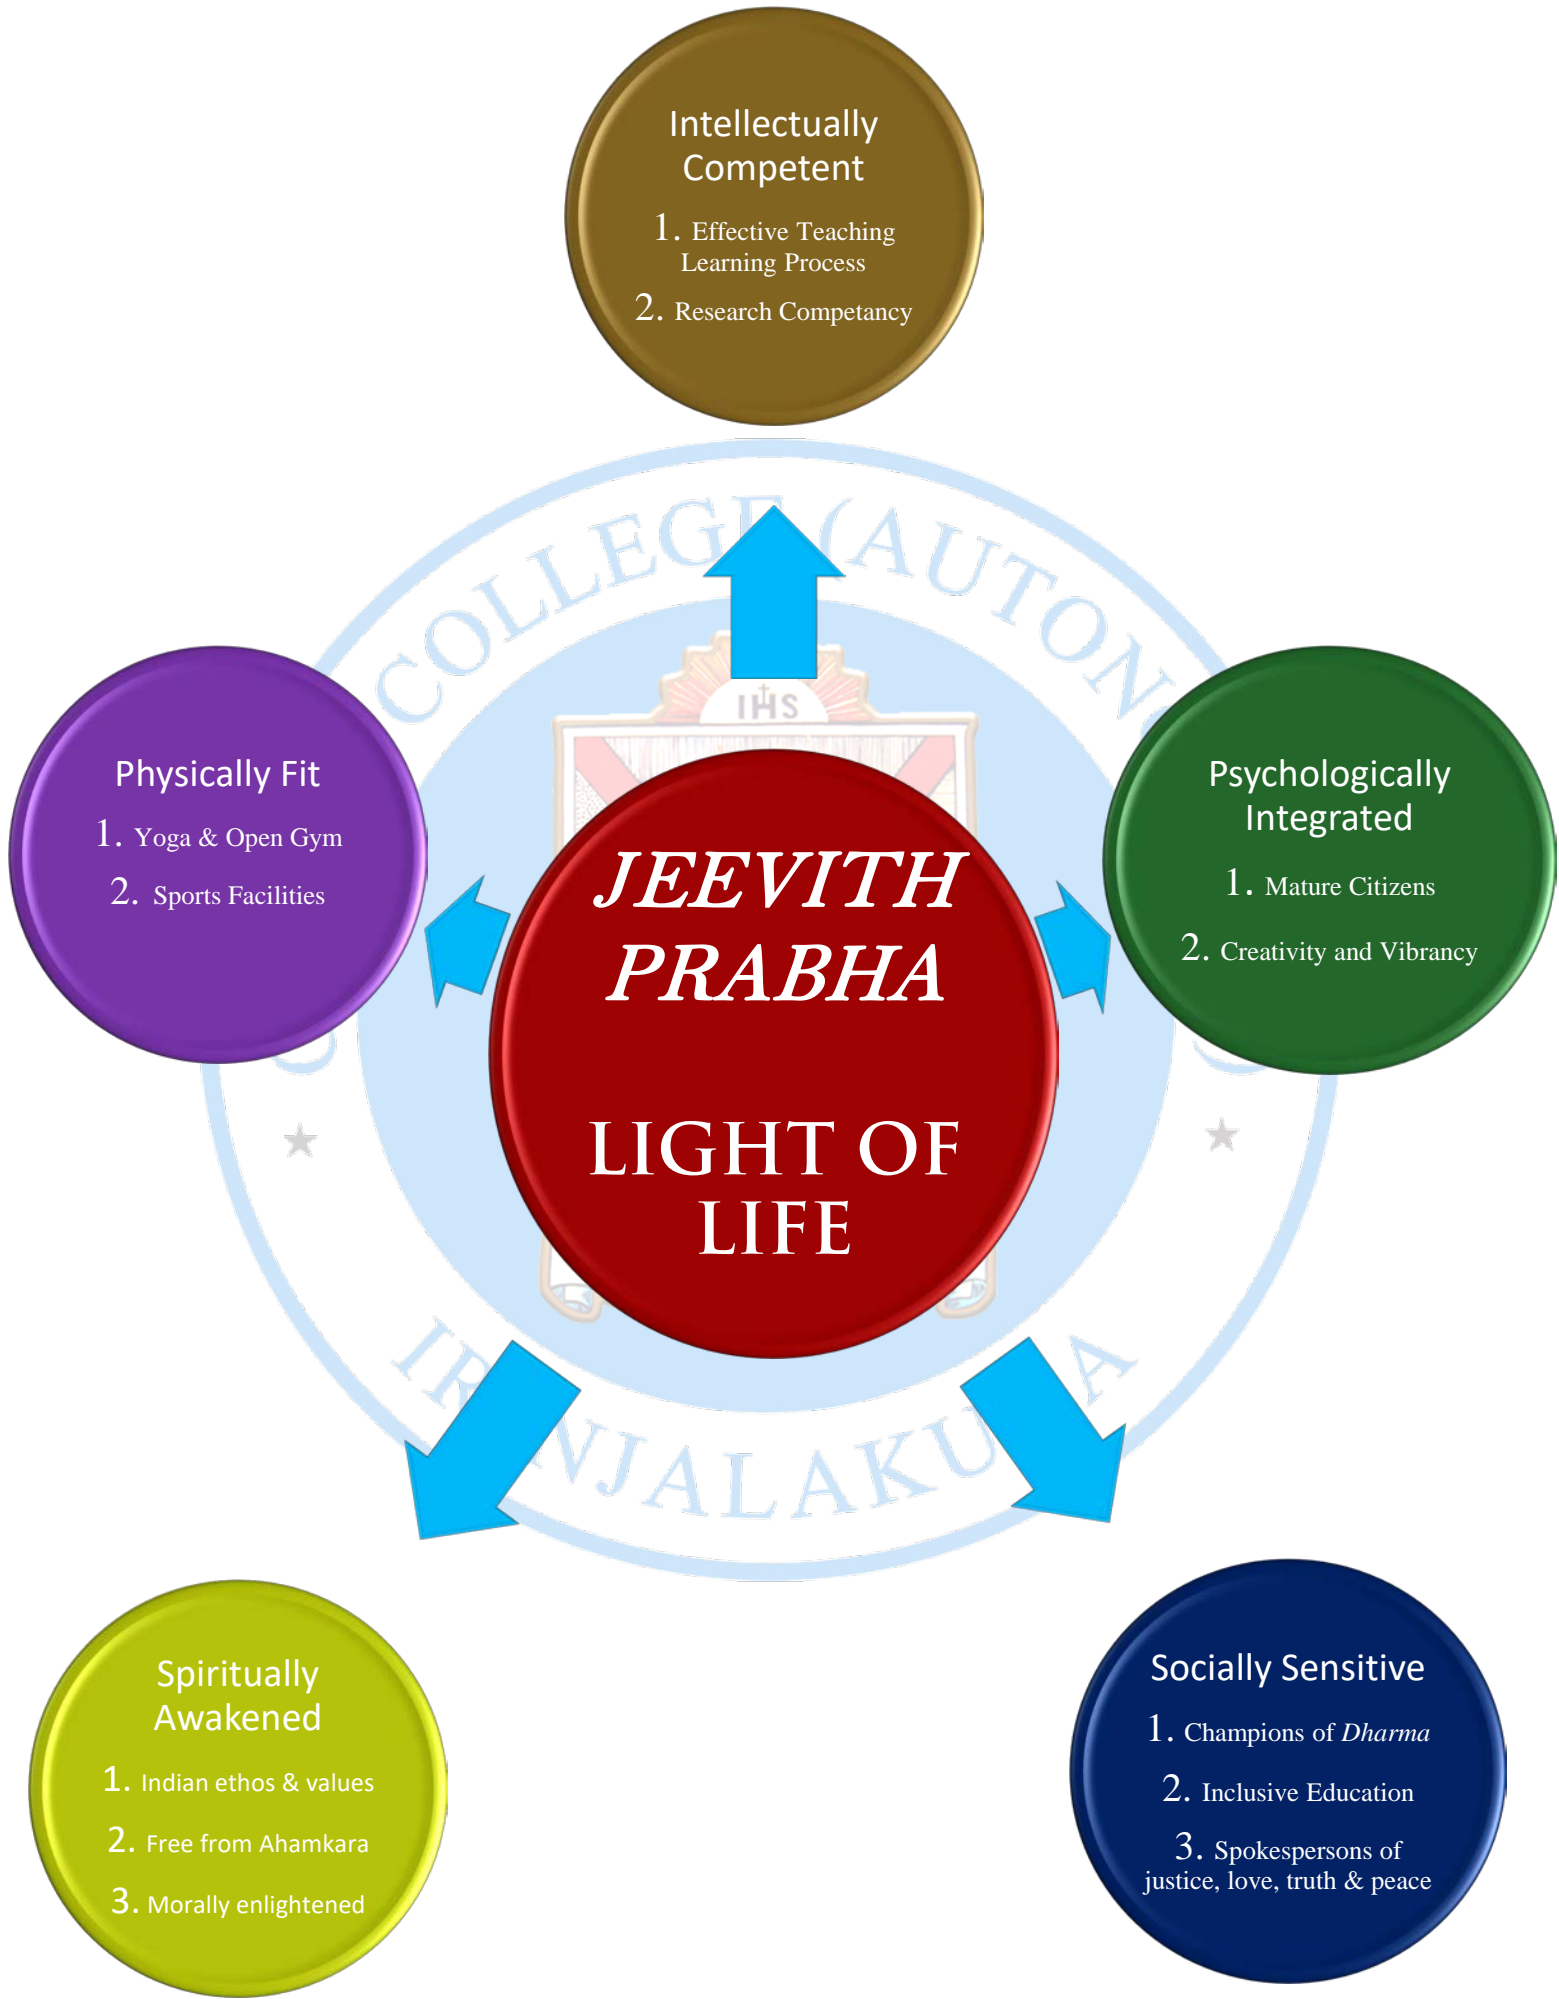 Intellectually
Competent
1. Effective Teaching
Learning Process
2. Research Competancy
COLLEGE (AUTONO
IHS
Physically Fit
1. Yoga & Open Gym
2. Sports Facilities
Psychologically
Integrated
1. Mature Citizens
2. Creativity and Vibrancy
JEEVITH
PRABHA
LIGHT OF
LIFE
Spiritually
Awakened
1. Indian ethos & values
2. Free from Ahamkara
3. Morally enlightened
Socially Sensitive
1. Champions of Dharma
2. Inclusive Education
3. Spokespersons of
justice, love, truth & peace